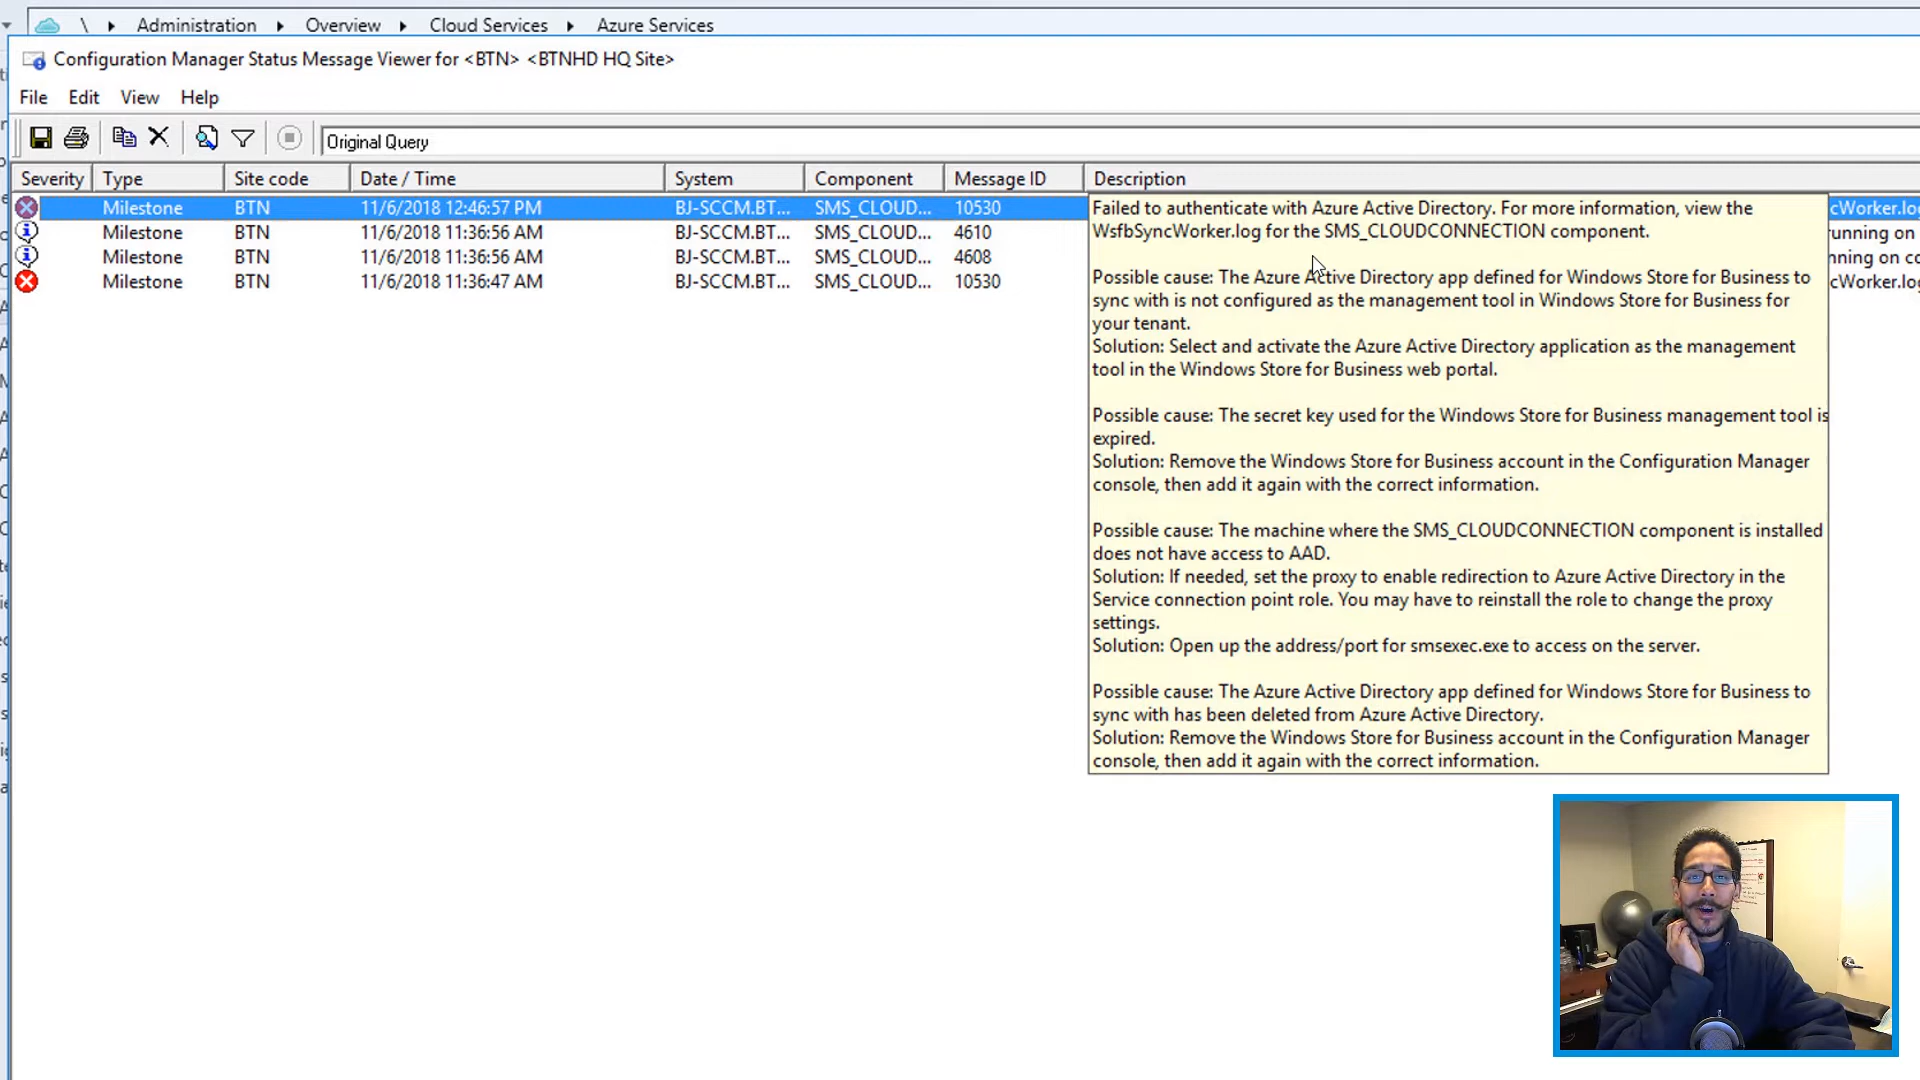 \ Administration Overview Cloud Services Azure Services
Configuration Manager Status Message Viewer for <BTN> <BTNHD HQ Site>
File Edit View Help
Original Query
Severity Type Site code Date / Time System Component Message ID Description
Milestone BTN 11/6/2018 12:46:57 PM BJ-SCCM.BT... SMS_CLOUD... 10530
Milestone BTN 11/6/2018 11:36:56 AM BJ-SCCM.BT... SMS_CLOUD... 4610
Milestone BTN 11/6/2018 11:36:56 AM BJ-SCCM.BT... SMS_CLOUD... 4608
Milestone BTN 11/6/2018 11:36:47 AM BJ-SCCM.BT... SMS_CLOUD... 10530
Failed to authenticate with Azure Active Directory. For more information, view the
WsfbSyncWorker.log for the SMS_CLOUDCONNECTION component.
Possible cause: The Azure Active Directory app defined for Windows Store for Business to
sync with is not configured as the management tool in Windows Store for Business for
your tenant.
Solution: Select and activate the Azure Active Directory application as the management
tool in the Windows Store for Business web portal.
Possible cause: The secret key used for the Windows Store for Business management tool is
expired.
Solution: Remove the Windows Store for Business account in the Configuration Manager
console, then add it again with the correct information.
Possible cause: The machine where the SMS_CLOUDCONNECTION component is installed
does not have access to AAD.
Solution: If needed, set the proxy to enable redirection to Azure Active Directory in the
Service connection point role. You may have to reinstall the role to change the proxy
settings.
Solution: Open up the address/port for smsexec.exe to access on the server.
Possible cause: The Azure Active Directory app defined for Windows Store for Business to
sync with has been deleted from Azure Active Directory.
Solution: Remove the Windows Store for Business account in the Configuration Manager
console, then add it again with the correct information.
cWorker.log
running on
nning on co
cWorker.log